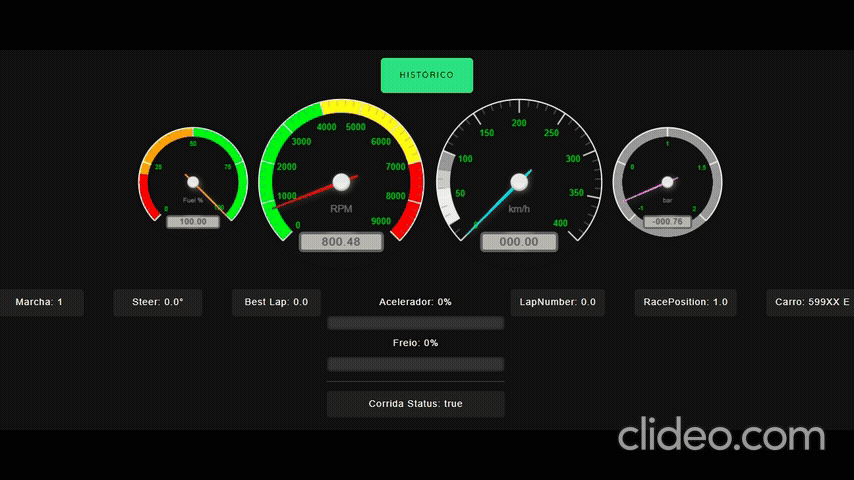 HISTÓRICO
0
25
50
75
100
Fuel %
100.00
0
1000
2000
3000
4000
5000
6000
7000
8000
9000
RPM
800.48
0
50
100
150
200
250
300
350
400
km/h
000.00
-1
0
1
1.5
2
bar
-000.76
Marcha: 1
Steer: 0.0°
Best Lap: 0.0
Acelerador: 0%
LapNumber: 0.0
RacePosition: 1.0
Carro: 599XX E
Freio: 0%
Corrida Status: true
clideo.com